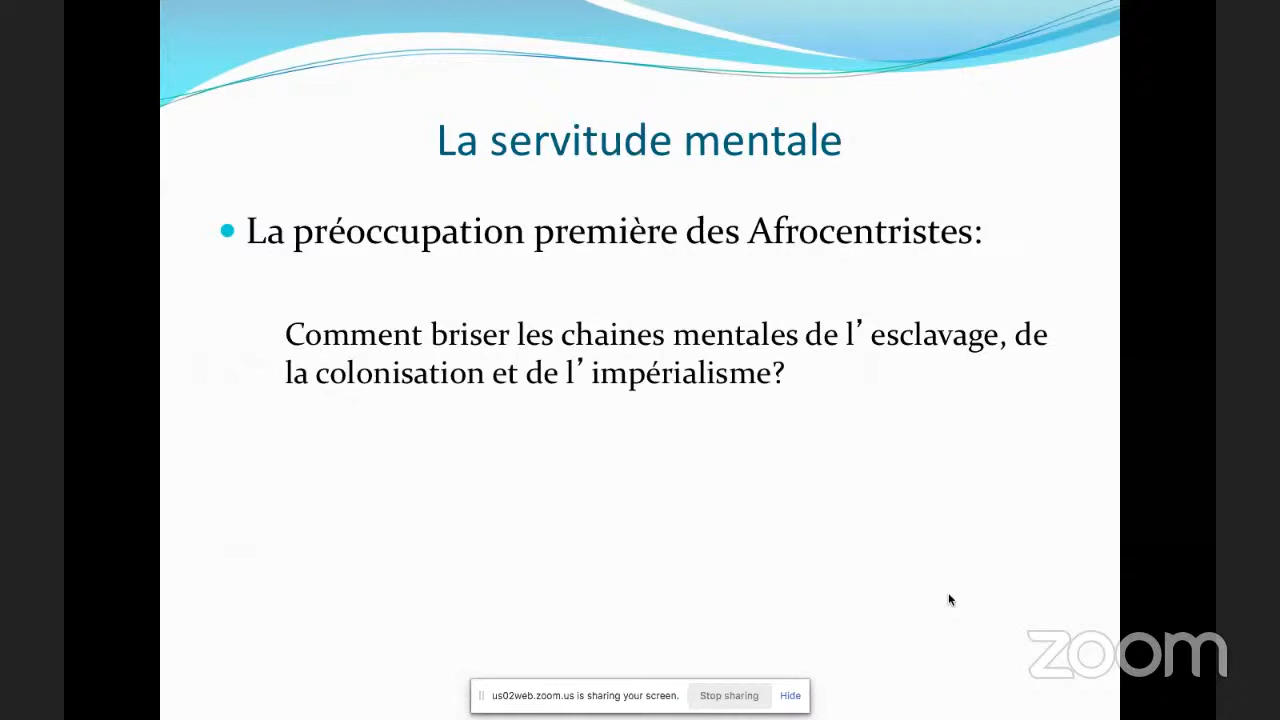 La servitude mentale
• La préoccupation première des Afrocentristes:
Comment briser les chaines mentales de l’ esclavage, de
la colonisation et de l’ impérialisme?
zoom
us02web.zoom.us is sharing your screen. Stop sharing Hide